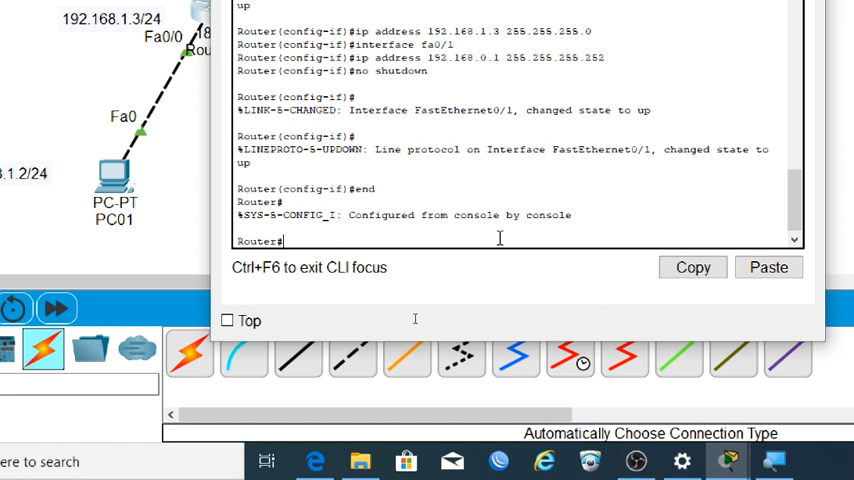 up
192.168.1.3/24
Fa0/0
18
Rou
Fa0
.1.2/24
PC-PT
PC01
Router(config-if)#ip address 192.168.1.3 255.255.255.0
Router(config-if)#interface fa0/1
Router(config-if)#ip address 192.168.0.1 255.255.255.252
Router(config-if)#no shutdown
Router(config-if)#
%LINK-5-CHANGED: Interface FastEthernet0/1, changed state to up
Router(config-if)#
%LINEPROTO-5-UPDOWN: Line protocol on Interface FastEthernet0/1, changed state to
up
Router(config-if)#end
Router#
%SYS-5-CONFIG_I: Configured from console by console
Router#
Ctrl+F6 to exit CLI focus
Copy
Paste
Top
Automatically Choose Connection Type
ere to search